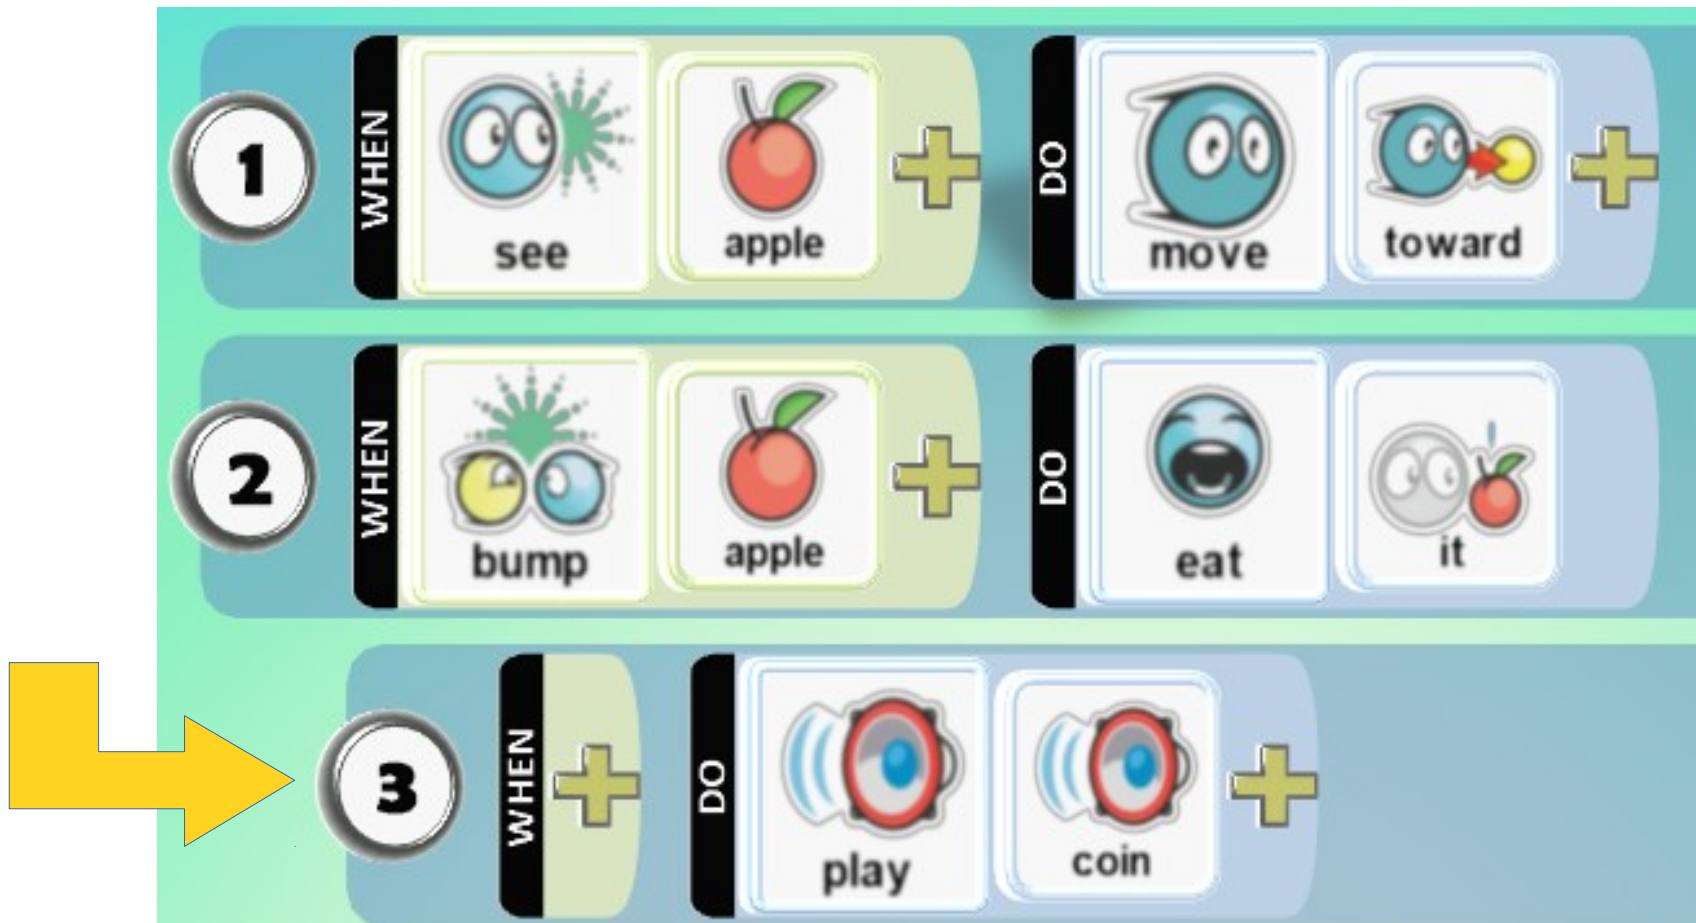 1 WHEN see apple DO move toward
2 WHEN bump apple DO eat it
3 WHEN DO play coin